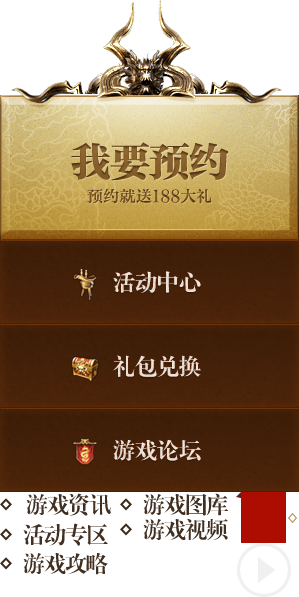 我要预约
预约就送188大礼
活动中心
礼包兑换
游戏论坛
游戏资讯 游戏图库
活动专区 游戏视频
游戏攻略